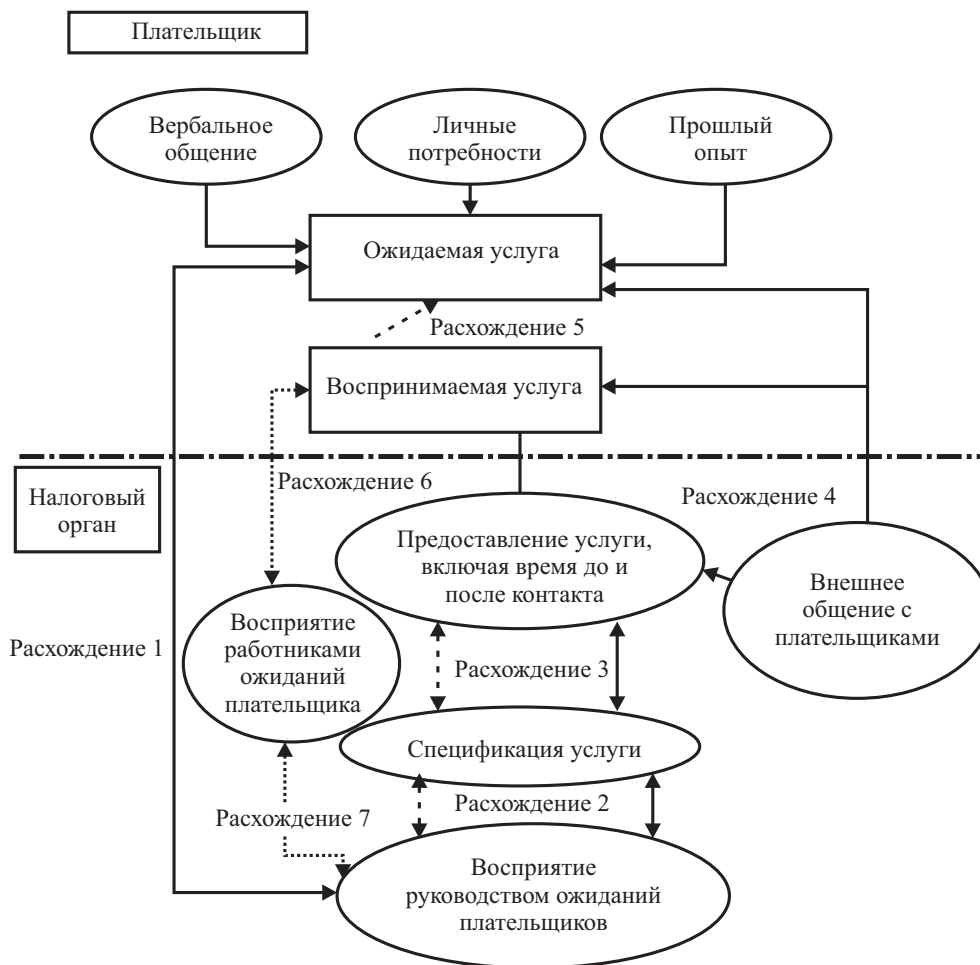 Плательщик
Вербальное
общение
Личные
потребности
Прошлый
опыт
Ожидаемая услуга
Расхождение 5
Воспринимаемая услуга
Налоговый
орган
Расхождение 6
Расхождение 4
Предоставление услуги,
включая время до и
после контакта
Внешнее
общение с
плательщиками
Расхождение 1
Восприятие
работниками
ожиданий
плательщика
Расхождение 3
Спецификация услуги
Расхождение 2
Расхождение 7
Восприятие
руководством ожиданий
плательщиков